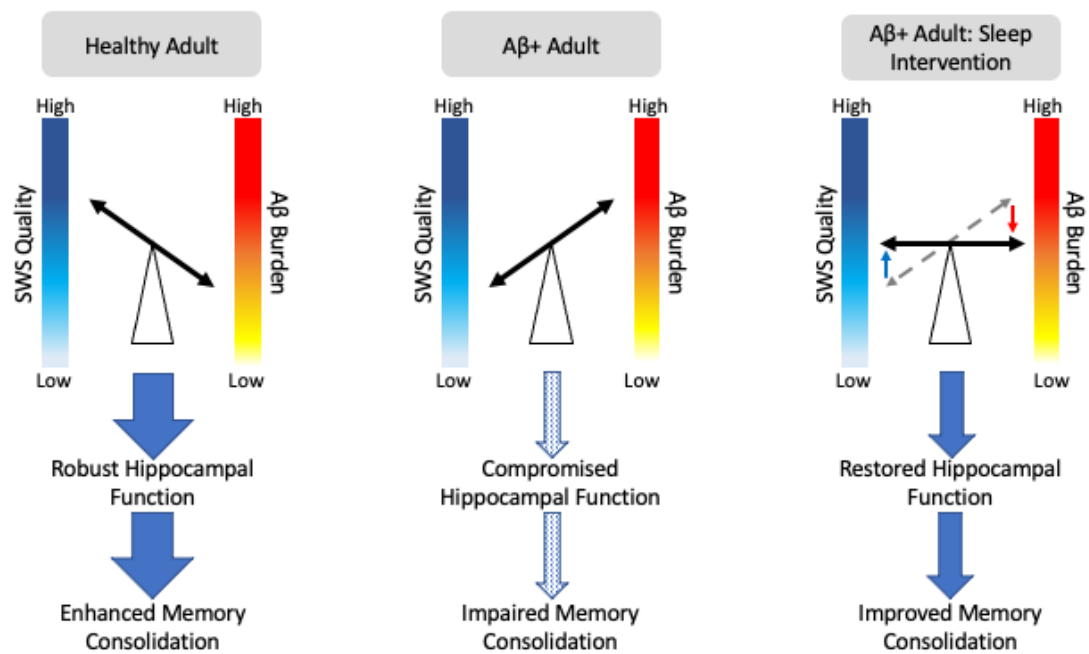 Healthy Adult
High
High
SWS Quality
Aβ Burden
Low
Low
Robust Hippocampal
Function
Enhanced Memory
Consolidation
Aβ+ Adult
High
High
SWS Quality
Aβ Burden
Low
Low
Compromised
Hippocampal Function
Impaired Memory
Consolidation
Aβ+ Adult: Sleep
Intervention
High
High
SWS Quality
Aβ Burden
Low
Low
Restored Hippocampal
Function
Improved Memory
Consolidation